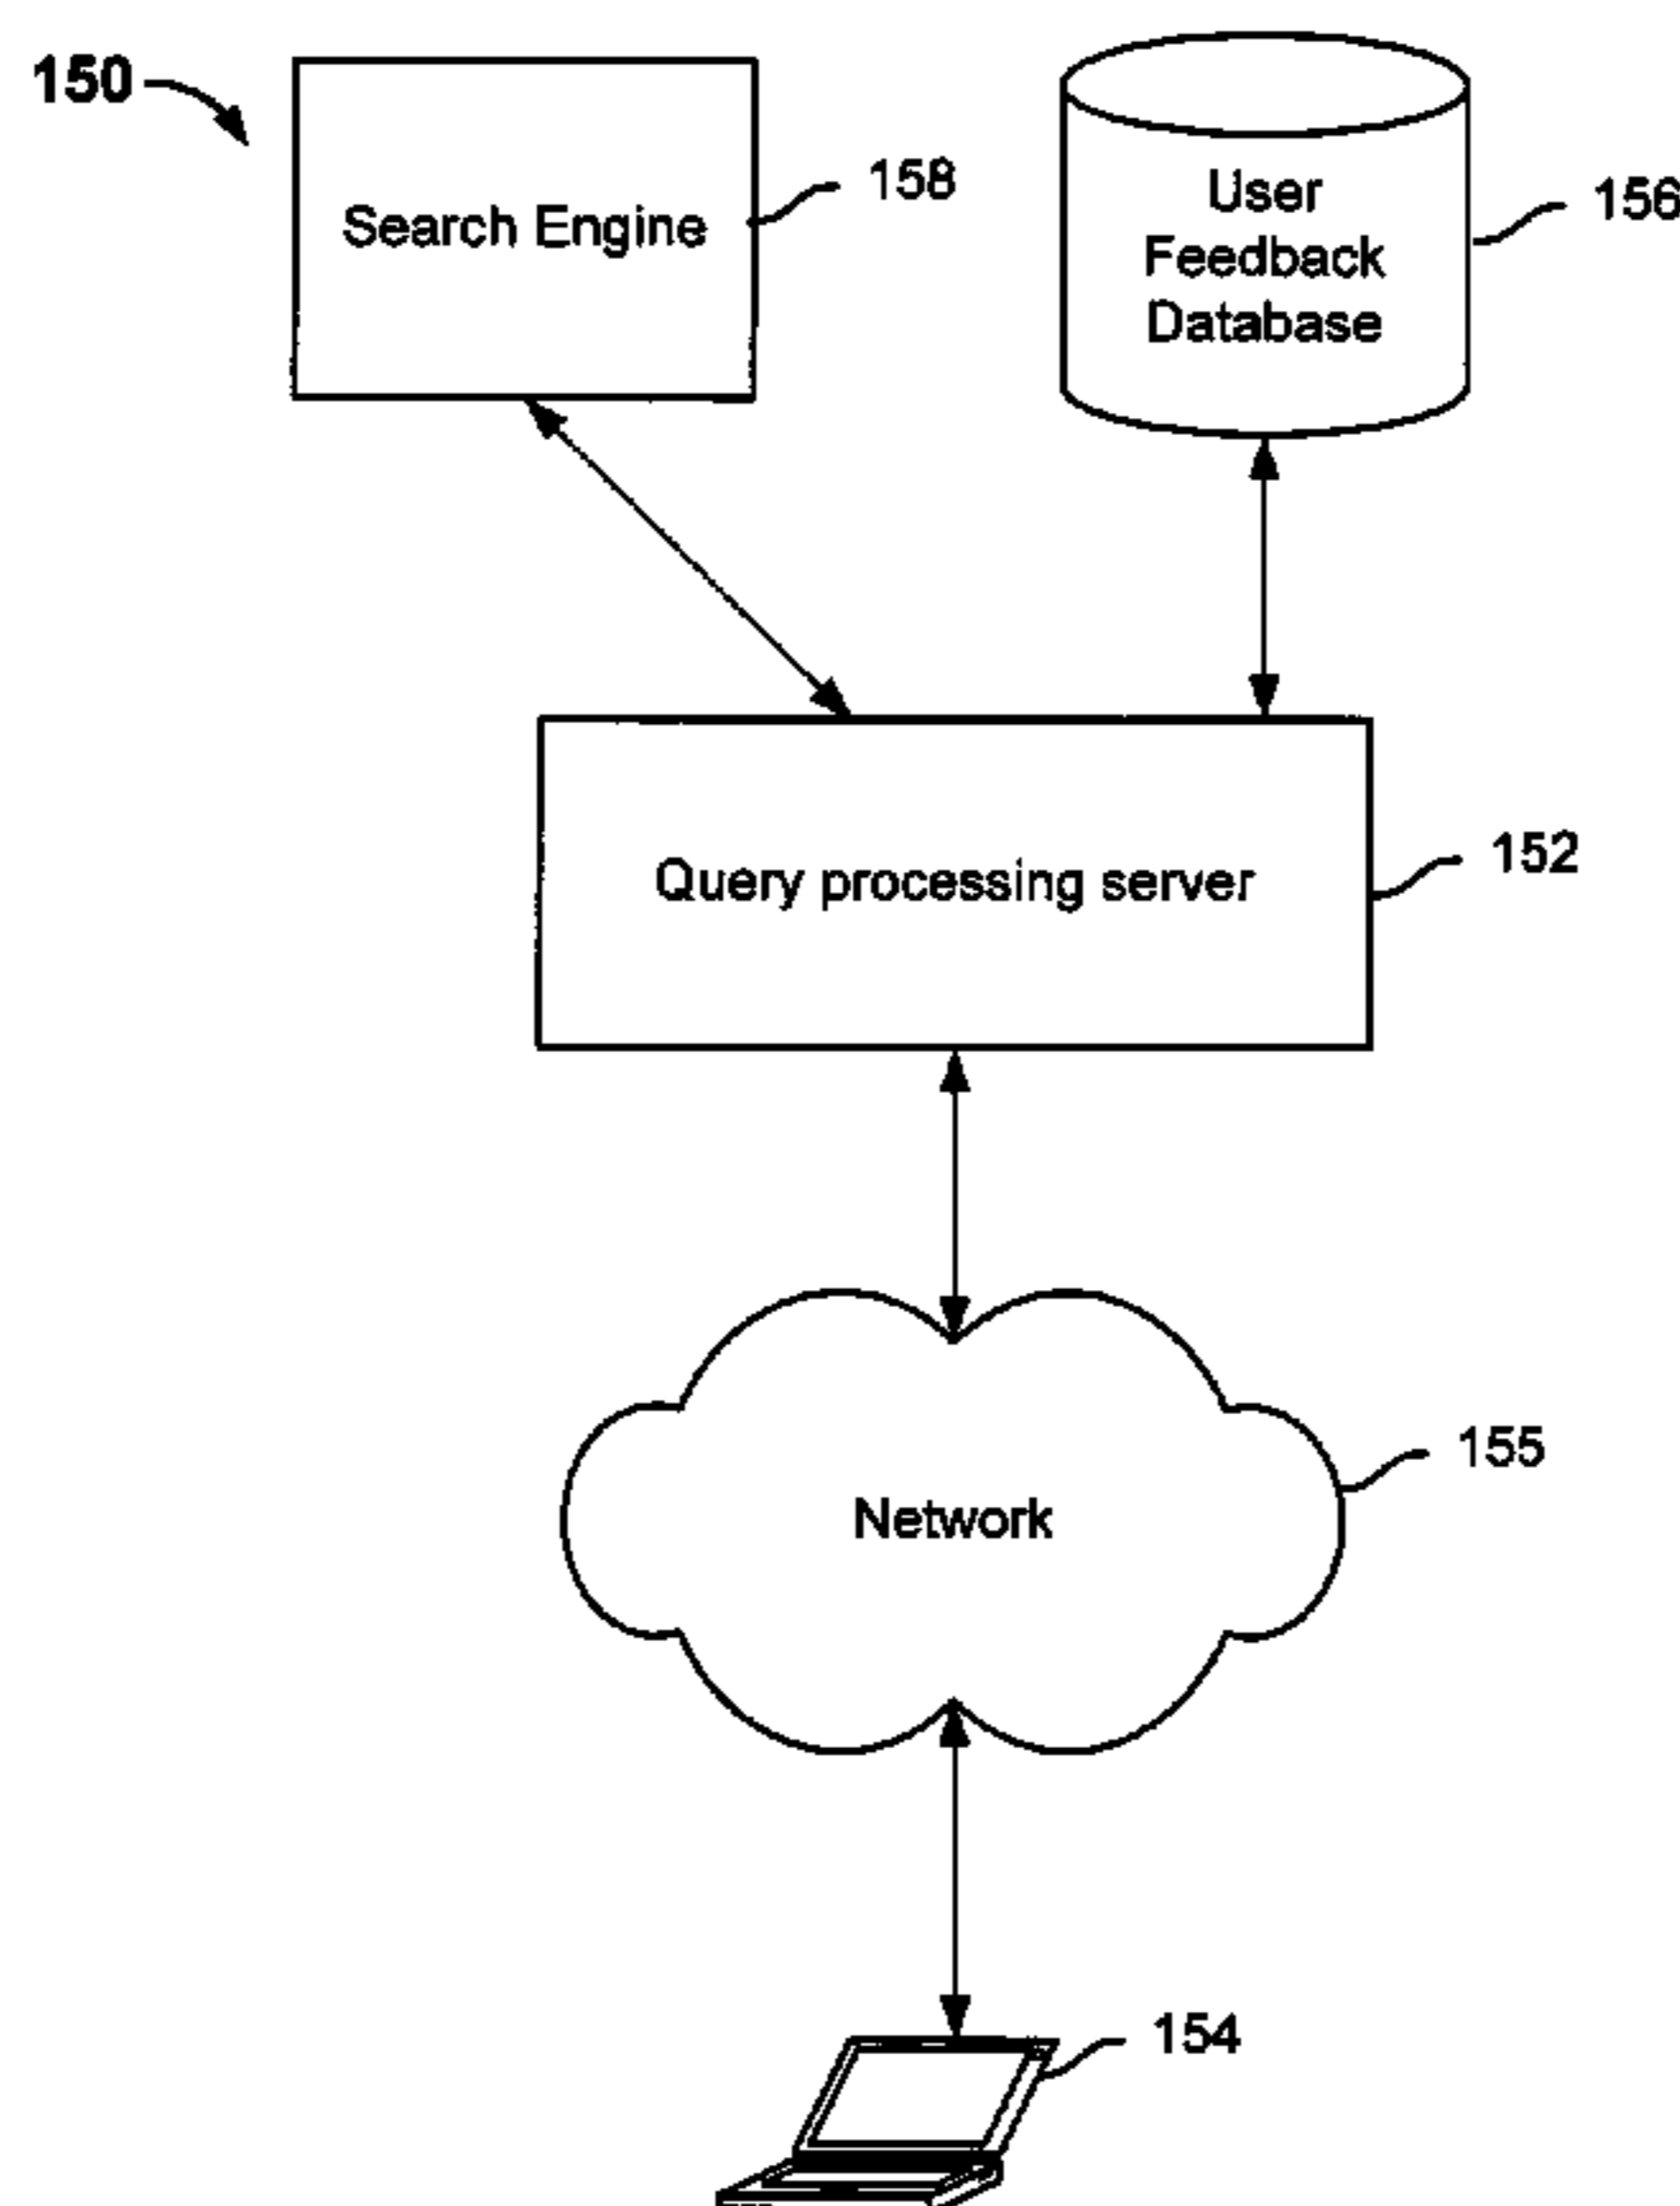 150
Search Engine
158
User
Feedback
Database
156
Query processing server
152
Network
155
154